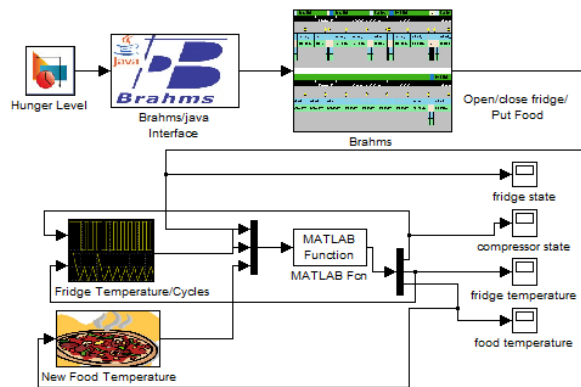 Java
Brahms
Hunger Level
Brahms/java
Interface
Brahms
Open/close fridge/
Put Food
fridge state
MATLAB
Function
MATLAB Fcn
compressor state
Fridge Temperature/Cycles
fridge temperature
food temperature
New Food Temperature